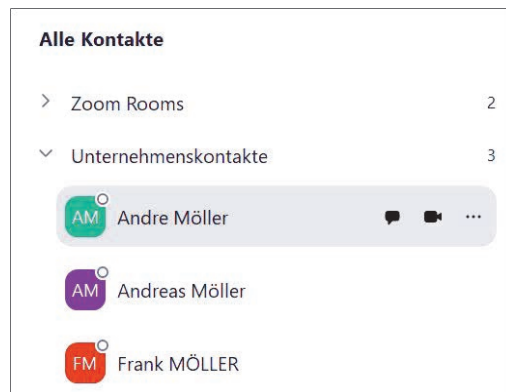 Alle Kontakte
Zoom Rooms 2
Unternehmenskontakte 3
AM Andre Möller
AM Andreas Möller
FM Frank MÖLLER